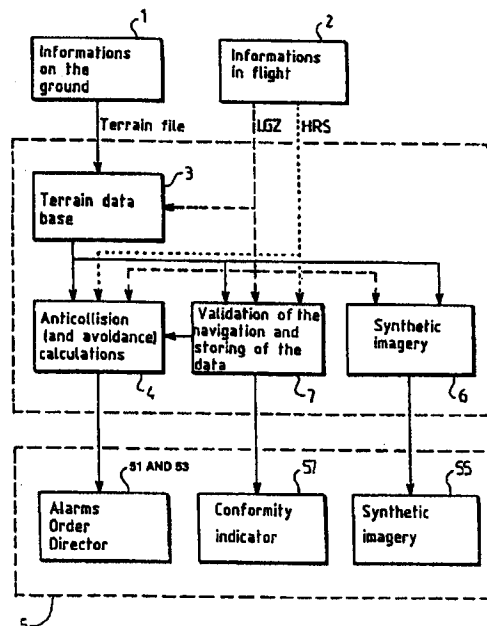 1
Informations
on the
ground
2
Informations
in flight
Terrain file
LGZ
HRS
3
Terrain data
base
Anticollision
(and avoidance)
calculations
4
Validation of the
navigation and
storing of the
data
7
Synthetic
imagery
6
51 AND 53
Alarms
Order
Director
57
Conformity
indicator
55
Synthetic
imagery
5